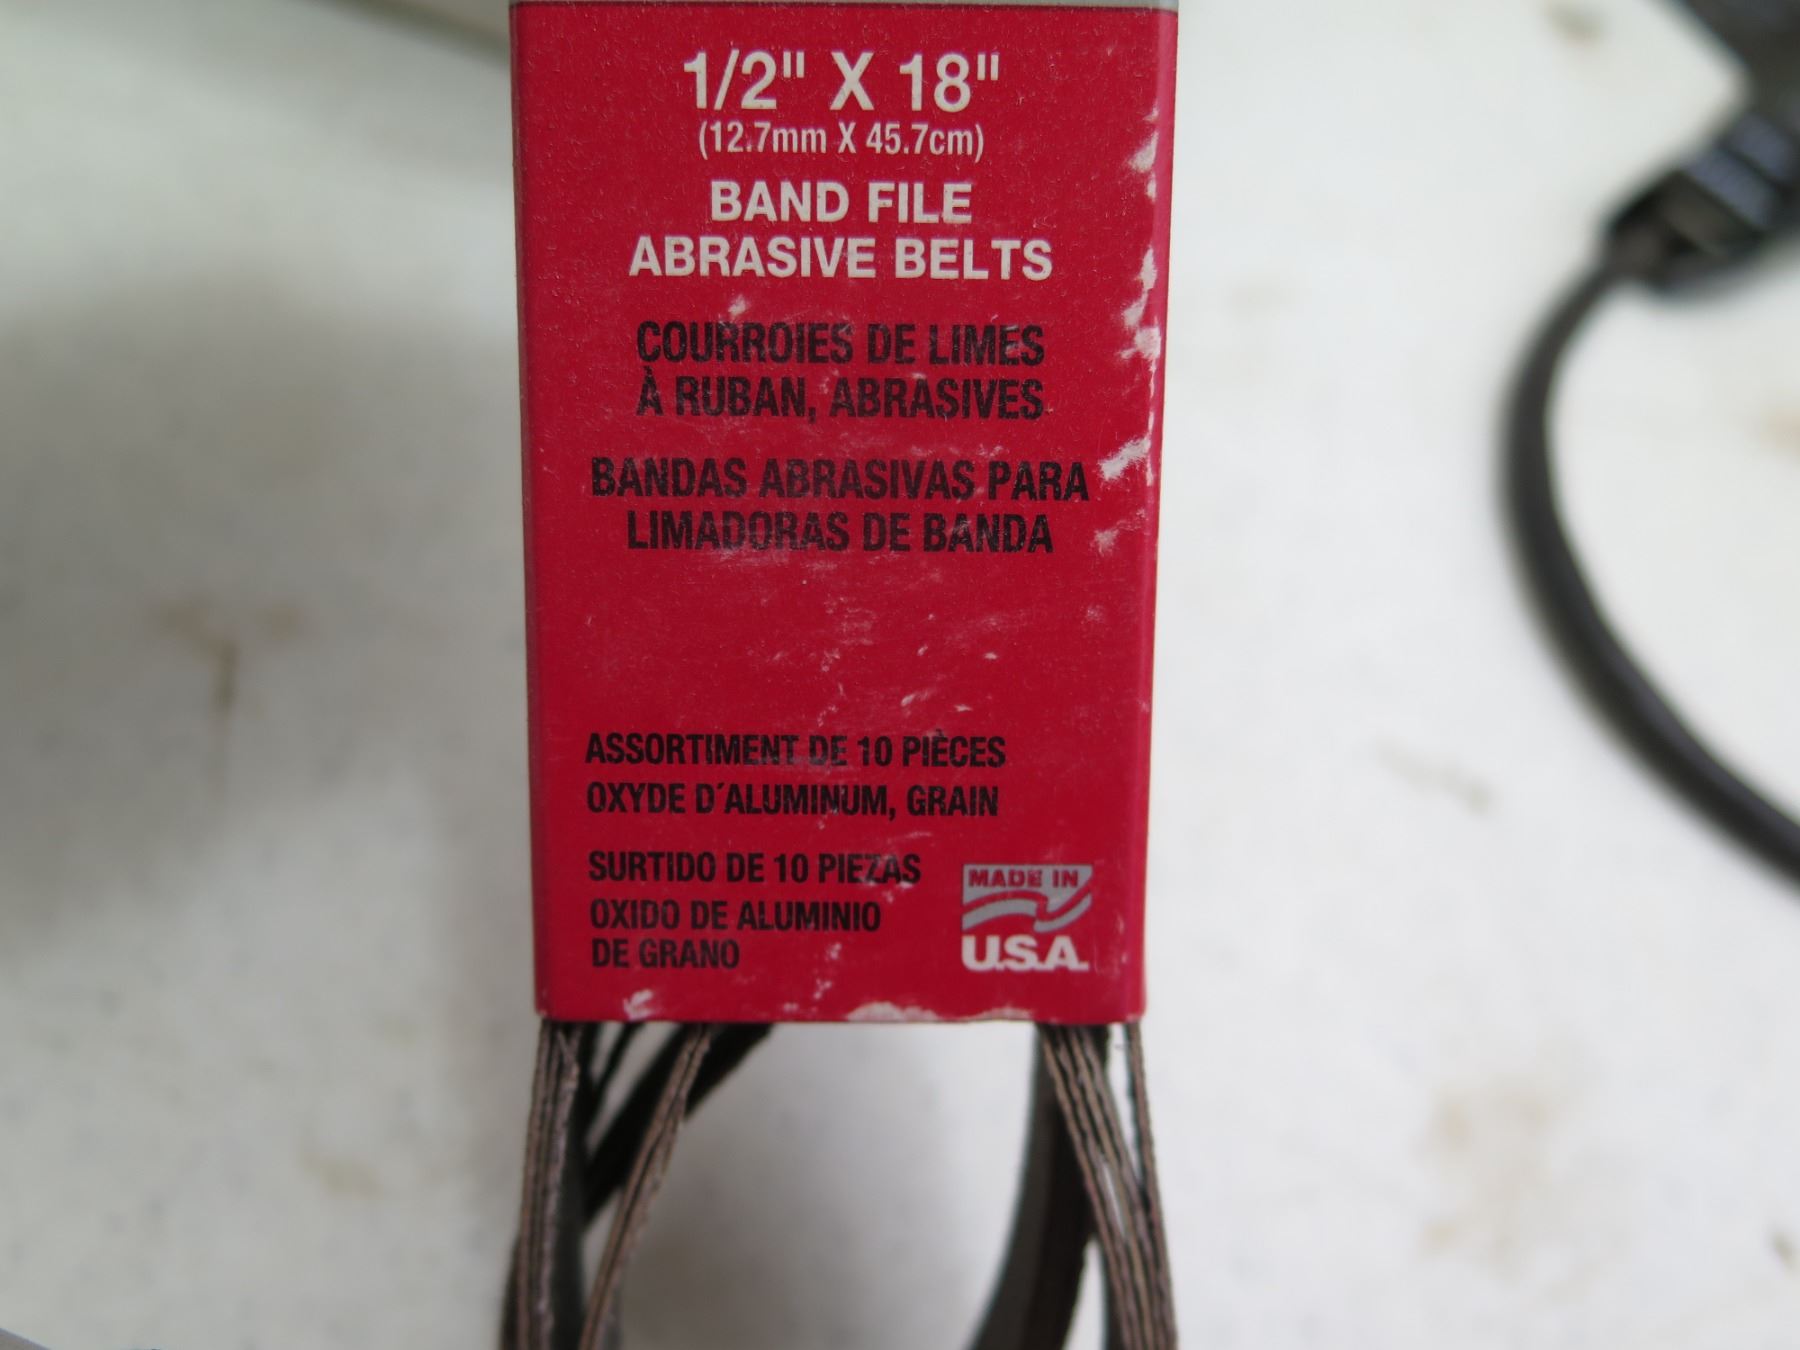 1/2" X 18"
(12.7mm X 45.7cm)
BAND FILE
ABRASIVE BELTS
COURROIES DE LIMES
À RUBAN, ABRASIVES
BANDAS ABRASIVAS PARA
LIMADORAS DE BANDA
ASSORTIMENT DE 10 PIÈCES
OXYDE D´ALUMINUM, GRAIN
SURTIDO DE 10 PIEZAS
OXIDO DE ALUMINIO
DE GRANO
MADE IN
U.S.A.